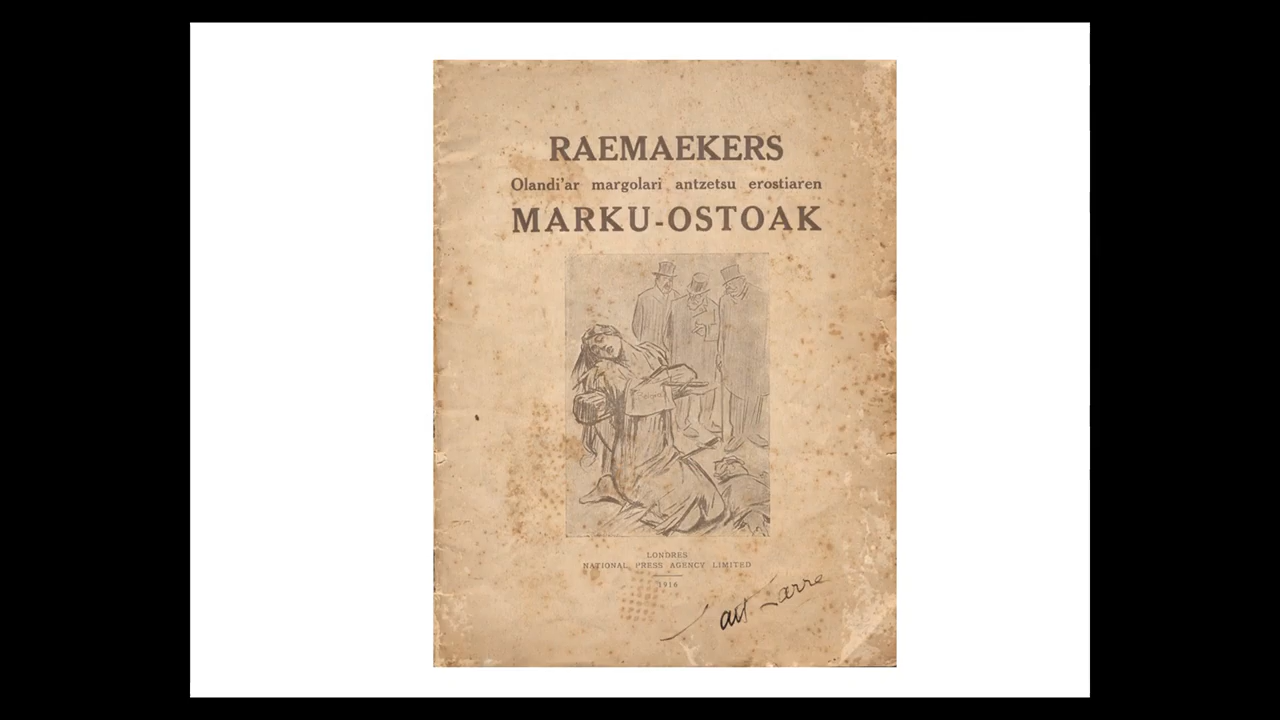 RAEMAEKERS
Olandi'ar margolari antzetsu erostiaren
MARKU-OSTOAK
LONDRES
NATIONAL PRESS AGENCY LIMITED
1916